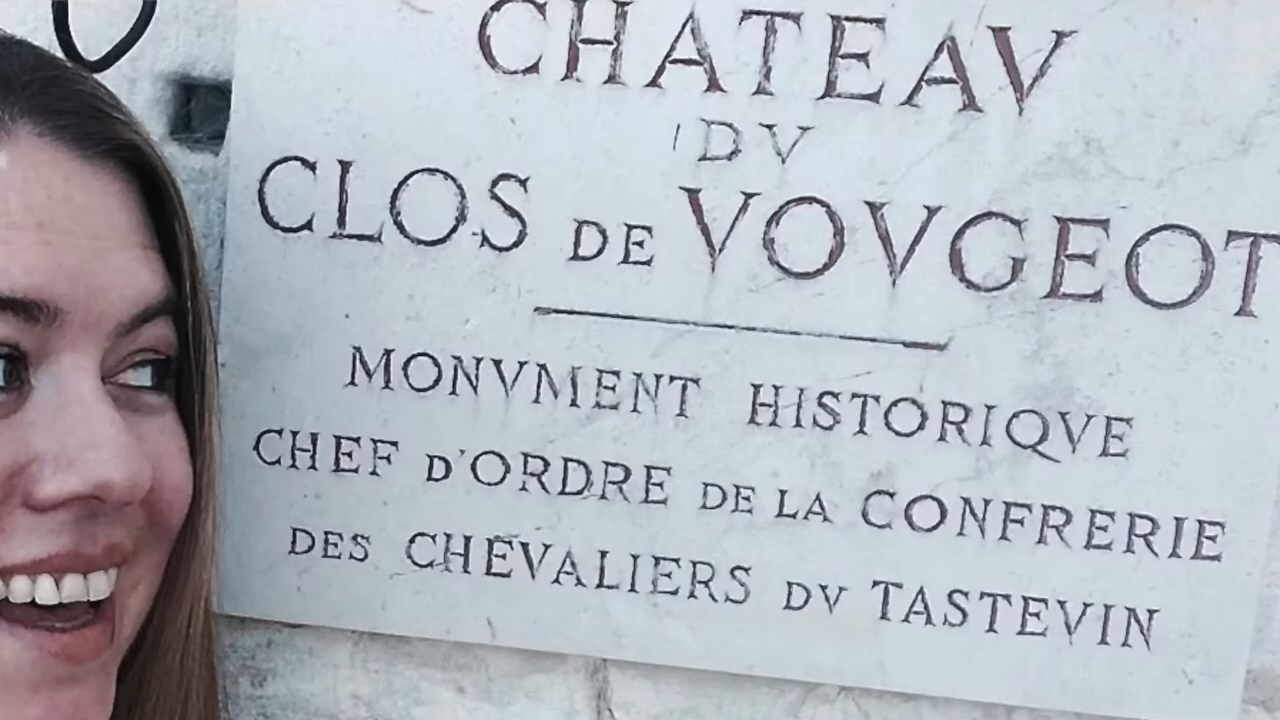 CHATEAV
DV
CLOS DE VOVGEOT
MONVMENT HISTORIQVE
CHEF D'ORDRE DE LA CONFRERIE
DES CHEVALIERS DV TASTEVIN